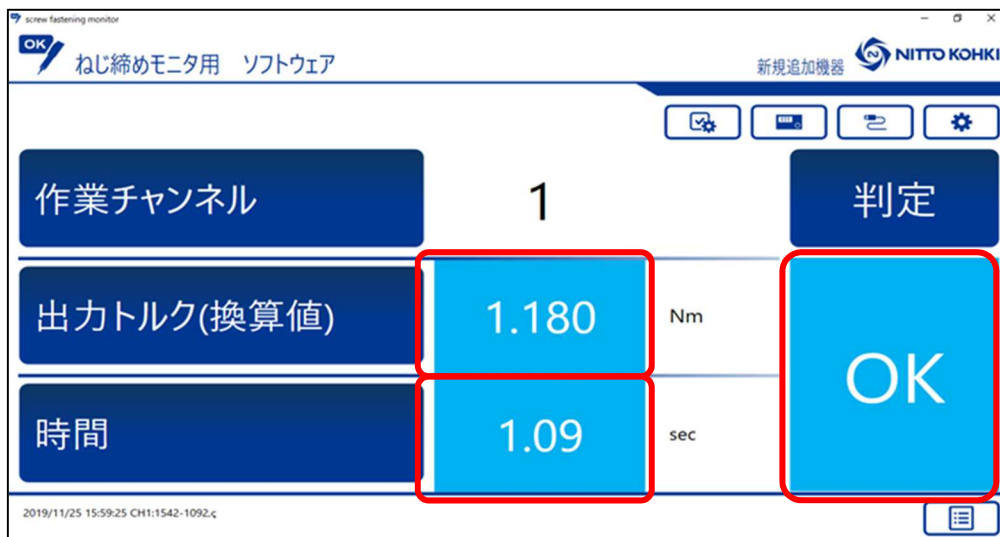 screw fastening monitor
OK
ねじ締めモニタ用 ソフトウェア
新規追加機器
NITTO KOHKI
作業チャンネル
1
判定
出力トルク(換算値)
1.180
Nm
OK
時間
1.09
sec
2019/11/25 15:59:25 CH1:1542-1092,ç